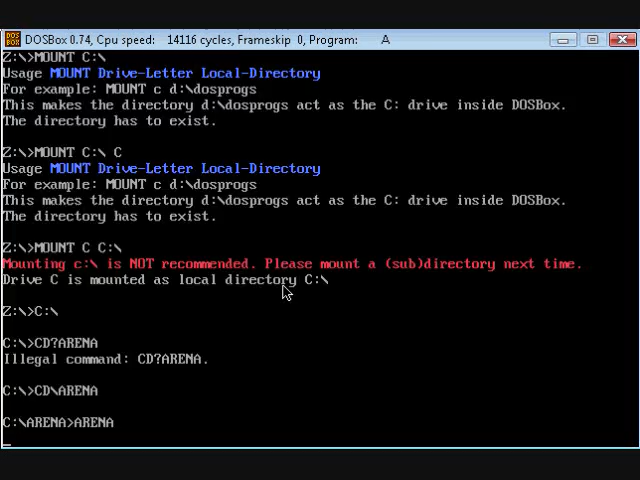 DOS
BOX
DOSBox 0.74, Cpu speed: 14116 cycles, Frameskip 0, Program: A
Z:\>MOUNT C:\
Usage MOUNT Drive-Letter Local-Directory
For example: MOUNT c d:\dosprogs
This makes the directory d:\dosprogs act as the C: drive inside DOSBox.
The directory has to exist.
Z:\>MOUNT C:\ C
Usage MOUNT Drive-Letter Local-Directory
For example: MOUNT c d:\dosprogs
This makes the directory d:\dosprogs act as the C: drive inside DOSBox.
The directory has to exist.
Z:\>MOUNT C C:\
Mounting c:\ is NOT recommended. Please mount a (sub)directory next time.
Drive C is mounted as local directory C:\
Z:\>C:\
C:\>CD?ARENA
Illegal command: CD?ARENA.
C:\>CD\ARENA
C:\ARENA>ARENA